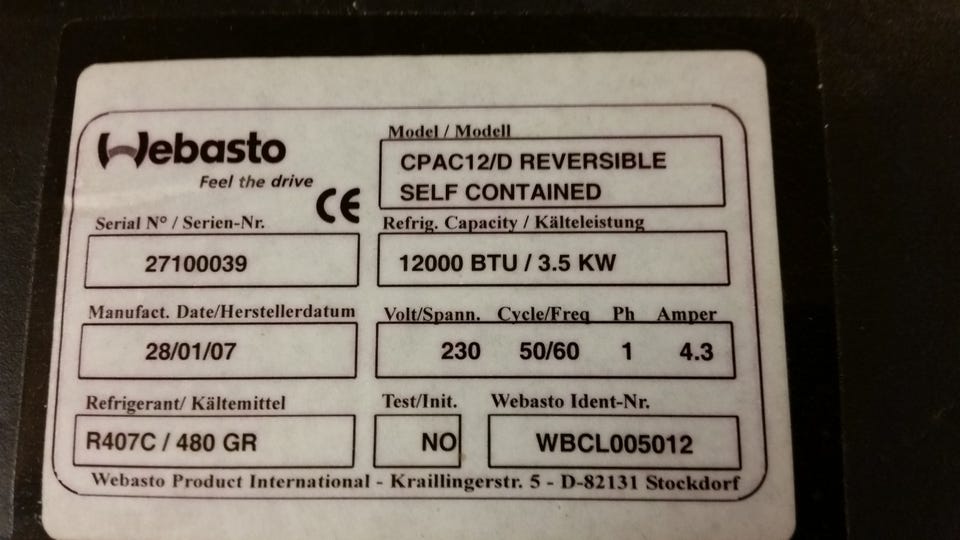 Webasto
Feel the drive
CE
Model / Modell
CPAC12/D REVERSIBLE
SELF CONTAINED
Serial Nº / Serien-Nr.
27100039
Refrig. Capacity / Kälteleistung
12000 BTU / 3.5 KW
Manufact. Date/Herstellerdatum
28/01/07
Volt/Spann. Cycle/Freq Ph Amper
230 50/60 1 4.3
Refrigerant/ Kältemittel
R407C / 480 GR
Test/Init.
NO
Webasto Ident-Nr.
WBCL005012
Webasto Product International - Kraillingerstr. 5 - D-82131 Stockdorf